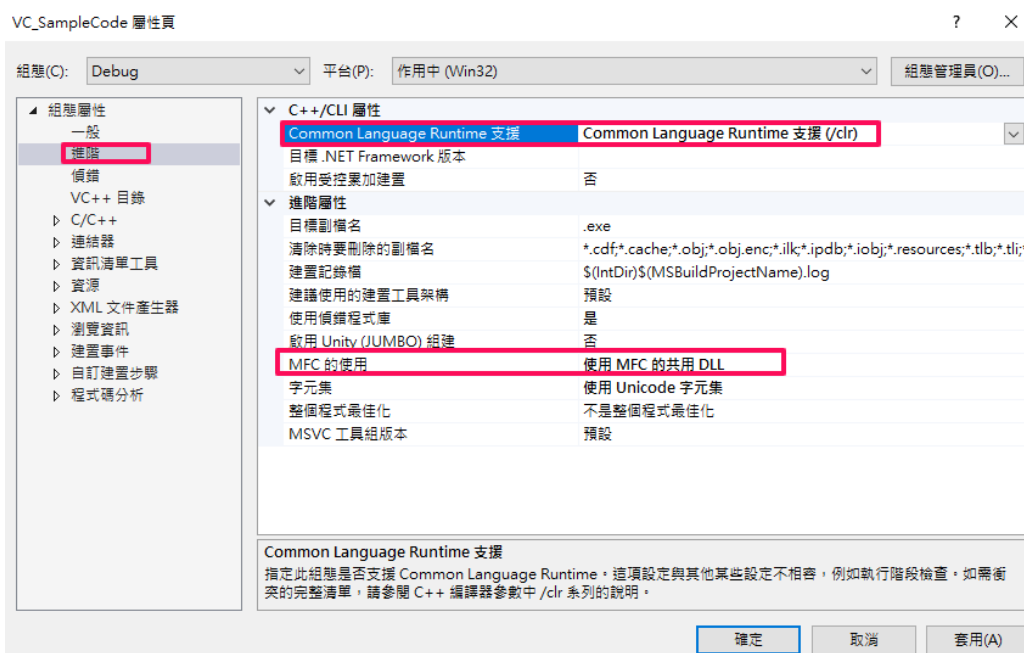 VC_SampleCode 屬性頁 ? ×
組態(C): Debug 平台(P): 作用中 (Win32) 組態管理員(O)...
組態屬性
一般
進階
偵錯
VC++ 目錄
C/C++
連結器
資訊清單工具
資源
XML 文件產生器
瀏覽資訊
建置事件
自訂建置步驟
程式碼分析
C++/CLI 屬性
Common Language Runtime 支援 Common Language Runtime 支援 (/clr)
目標 .NET Framework 版本
啟用受控累加建置 否
進階屬性
目標副檔名 .exe
清除時要刪除的副檔名 *.cdf;*.cache;*.obj;*.obj.enc;*.ilk;*.ipdb;*.iobj;*.resources;*.tlb;*.tli;
建置記錄檔 $(IntDir)$(MSBuildProjectName).log
建議使用的建置工具架構 預設
使用偵錯程式庫 是
啟用 Unity (JUMBO) 組建 否
MFC 的使用 使用 MFC 的共用 DLL
字元集 使用 Unicode 字元集
整個程式最佳化 不是整個程式最佳化
MSVC 工具組版本 預設
Common Language Runtime 支援
指定此組態是否支援 Common Language Runtime。這項設定與其他某些設定不相容，例如執行階段檢查。如需衝
突的完整清單，請參閱 C++ 編譯器參數中 /clr 系列的說明。
確定 取消 套用(A)